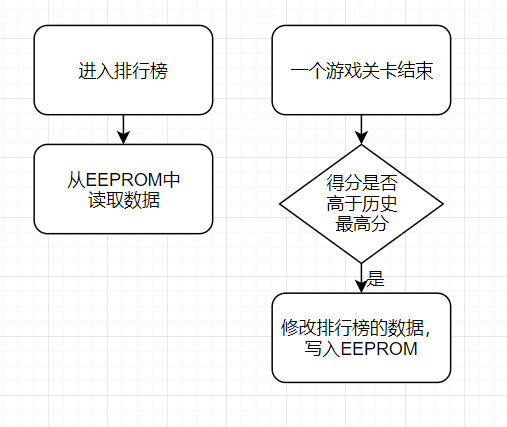 进入排行榜
从EEPROM中
读取数据
一个游戏关卡结束
得分是否
高于历史
最高分
是
修改排行榜的数据，
写入EEPROM